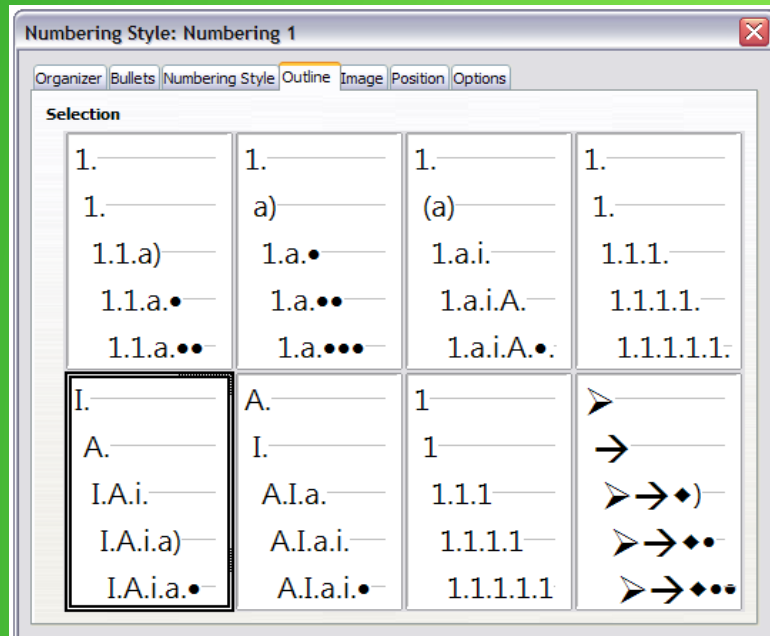 Numbering Style: Numbering 1
Organizer Bullets Numbering Style Outline Image Position Options
Selection
1.
1.
1.1.a)
1.1.a.•
1.1.a.••
1.
a)
1.a.•
1.a.••
1.a.•••
1.
(a)
1.a.i.
1.a.i.A.
1.a.i.A.•.
1.
1.
1.1.1.
1.1.1.1.
1.1.1.1.1.
I.
A.
I.A.i.
I.A.i.a)
I.A.i.a.•
A.
I.
A.I.a.
A.I.a.i.
A.I.a.i.•
1
1
1.1.1
1.1.1.1
1.1.1.1.1
➢
→
➢→◆)
➢→◆•
➢→◆••